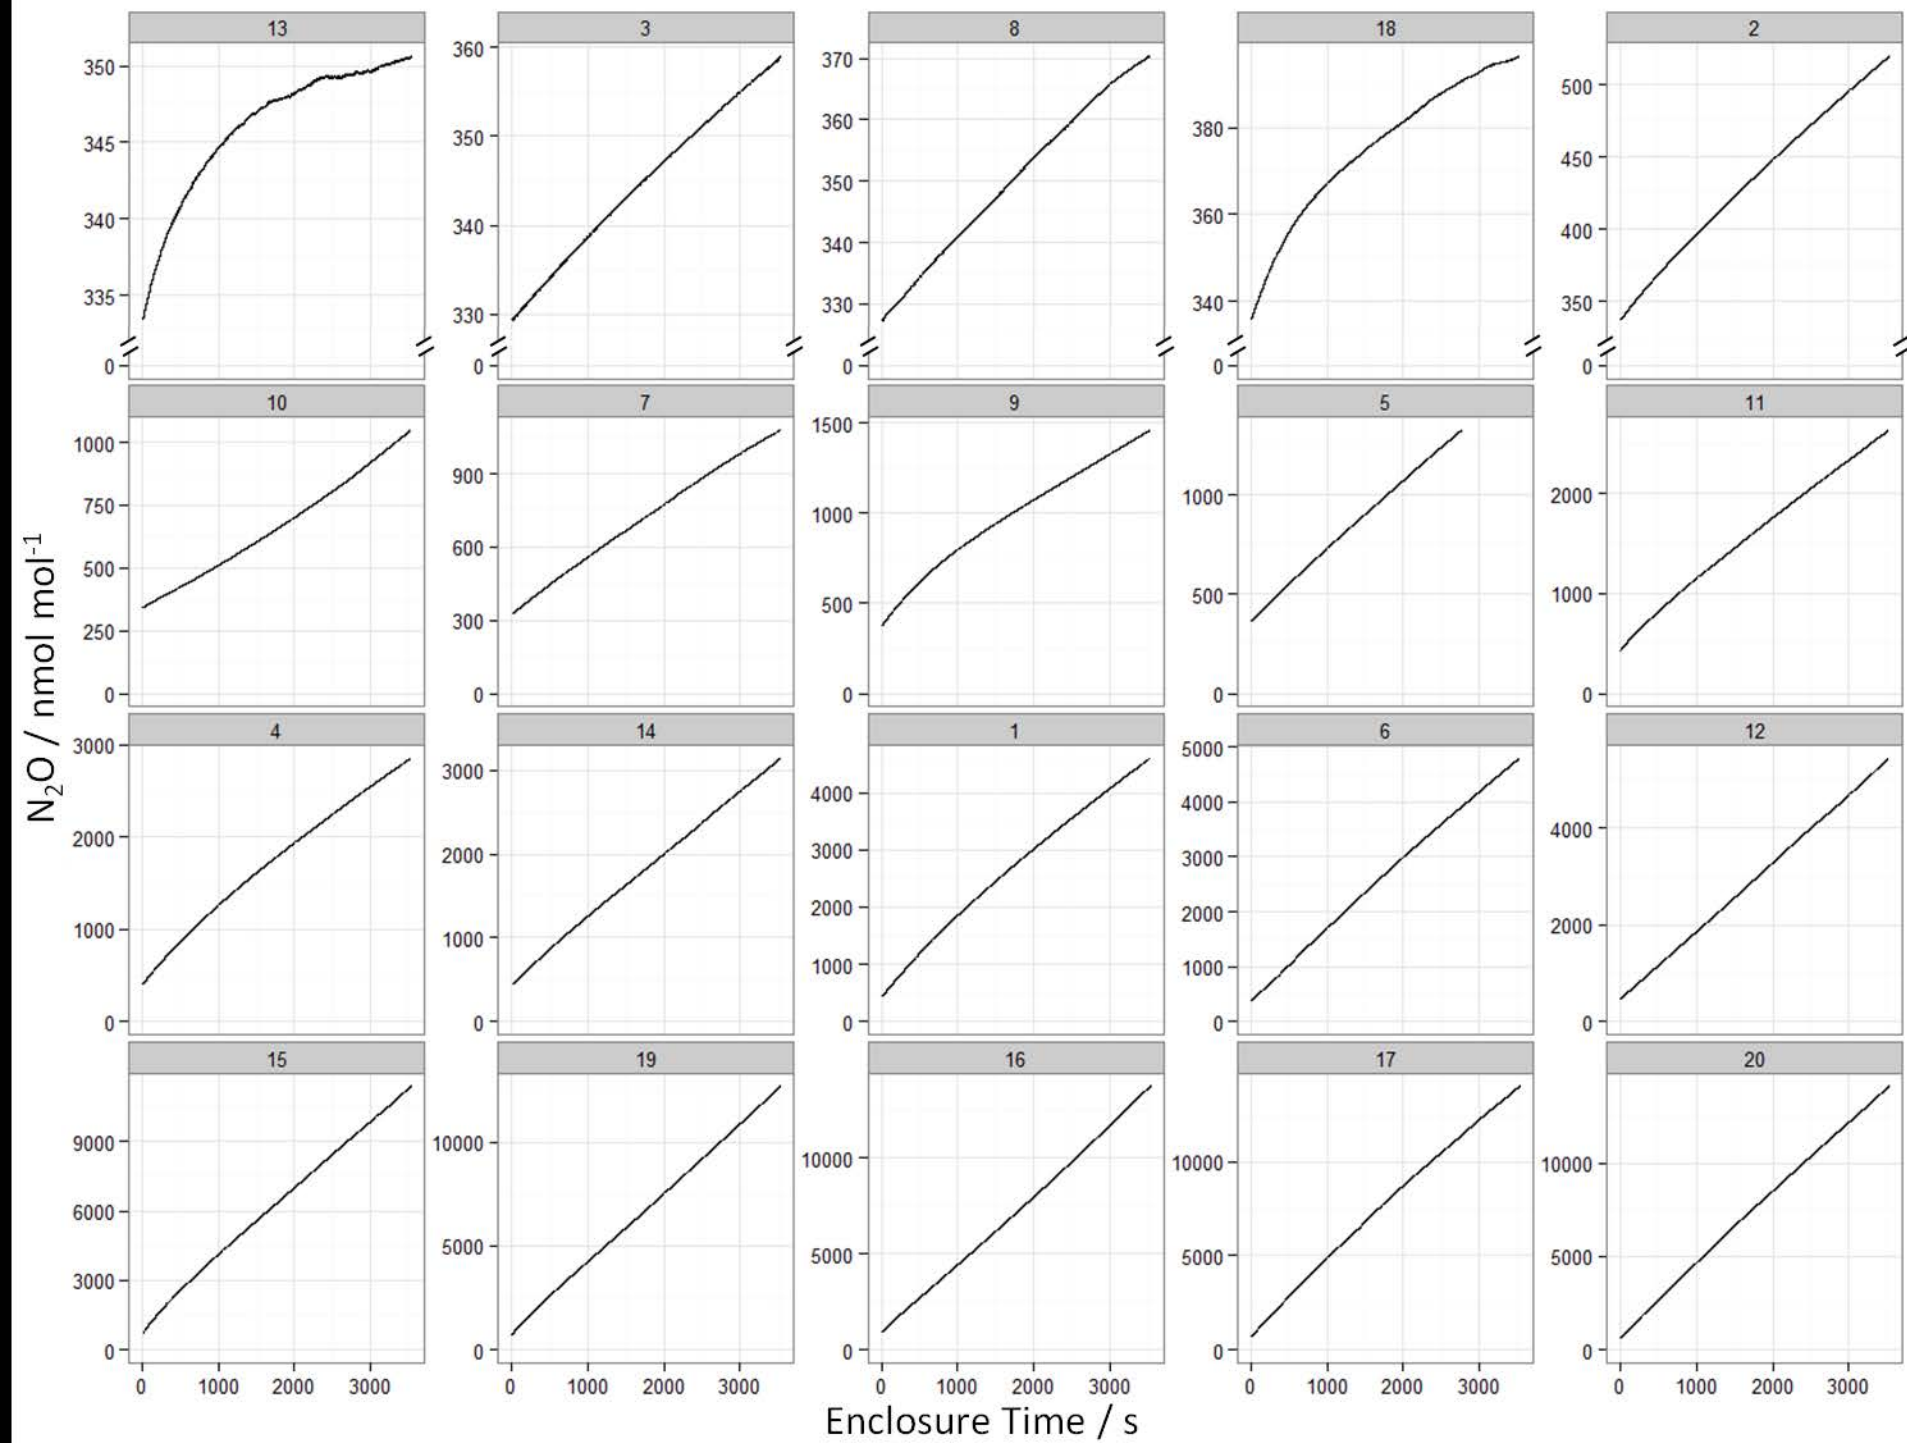 13 3 8 18 2
350 360 370 500
345 350 360 380 450
340 340 350 360 400
335 330 340 340 350
330
0 0 0 0 0
10 7 9 5 11
1000 900 1500 1000 2000
750 600 1000 500 1000
500 300 500 0 0
250 0 0
0
4 14 1 6 12
3000 3000 4000 5000 4000
2000 2000 3000 4000 2000
1000 1000 2000 3000 0
0 0 1000 2000
0 1000
0
15 19 16 17 20
9000 10000 10000 10000 10000
6000 5000 5000 5000 5000
3000 0 0 0 0
0
0 1000 2000 3000 0 1000 2000 3000 0 1000 2000 3000 0 1000 2000 3000 0 1000 2000 3000
N₂O / nmol mol⁻¹
Enclosure Time / s